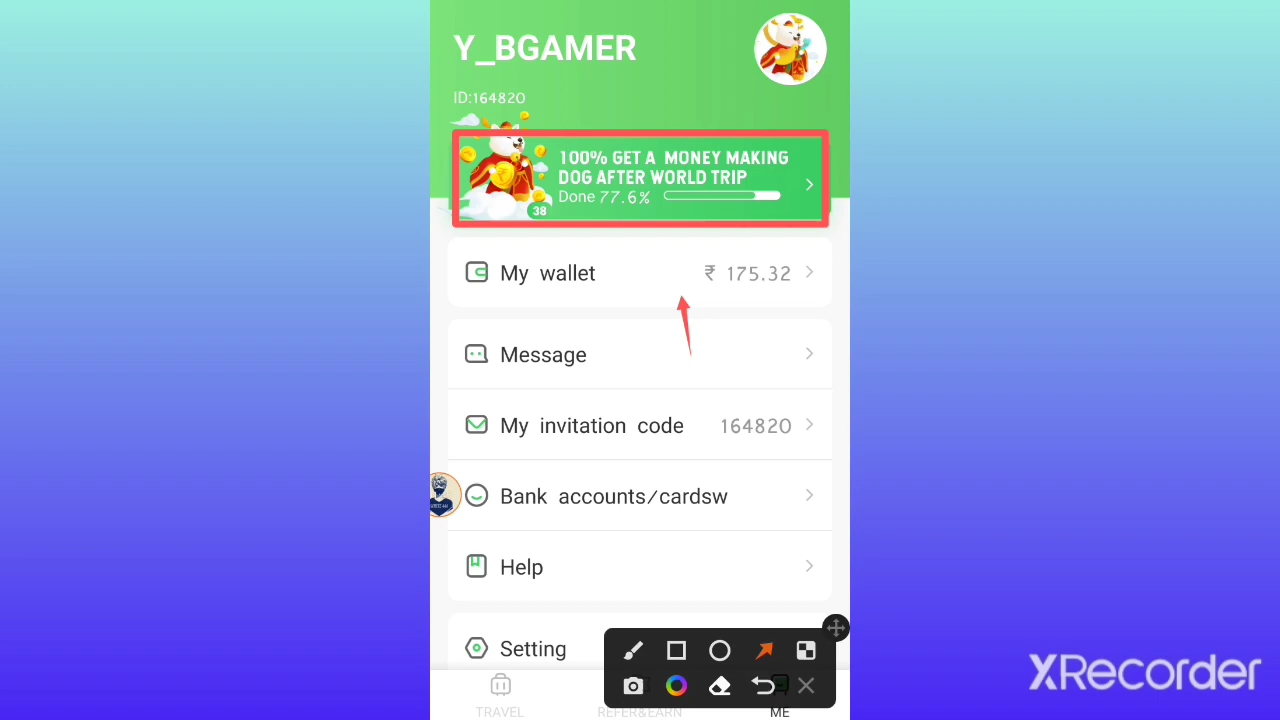 Y_BGAMER
ID:164820
100% GET A MONEY MAKING
DOG AFTER WORLD TRIP
Done 77.6%
38
My wallet ₹ 175.32
Message
My invitation code 164820
Bank accounts/cardsw
Help
Setting
TRAVEL
REFER&EARN
ME
XRecorder